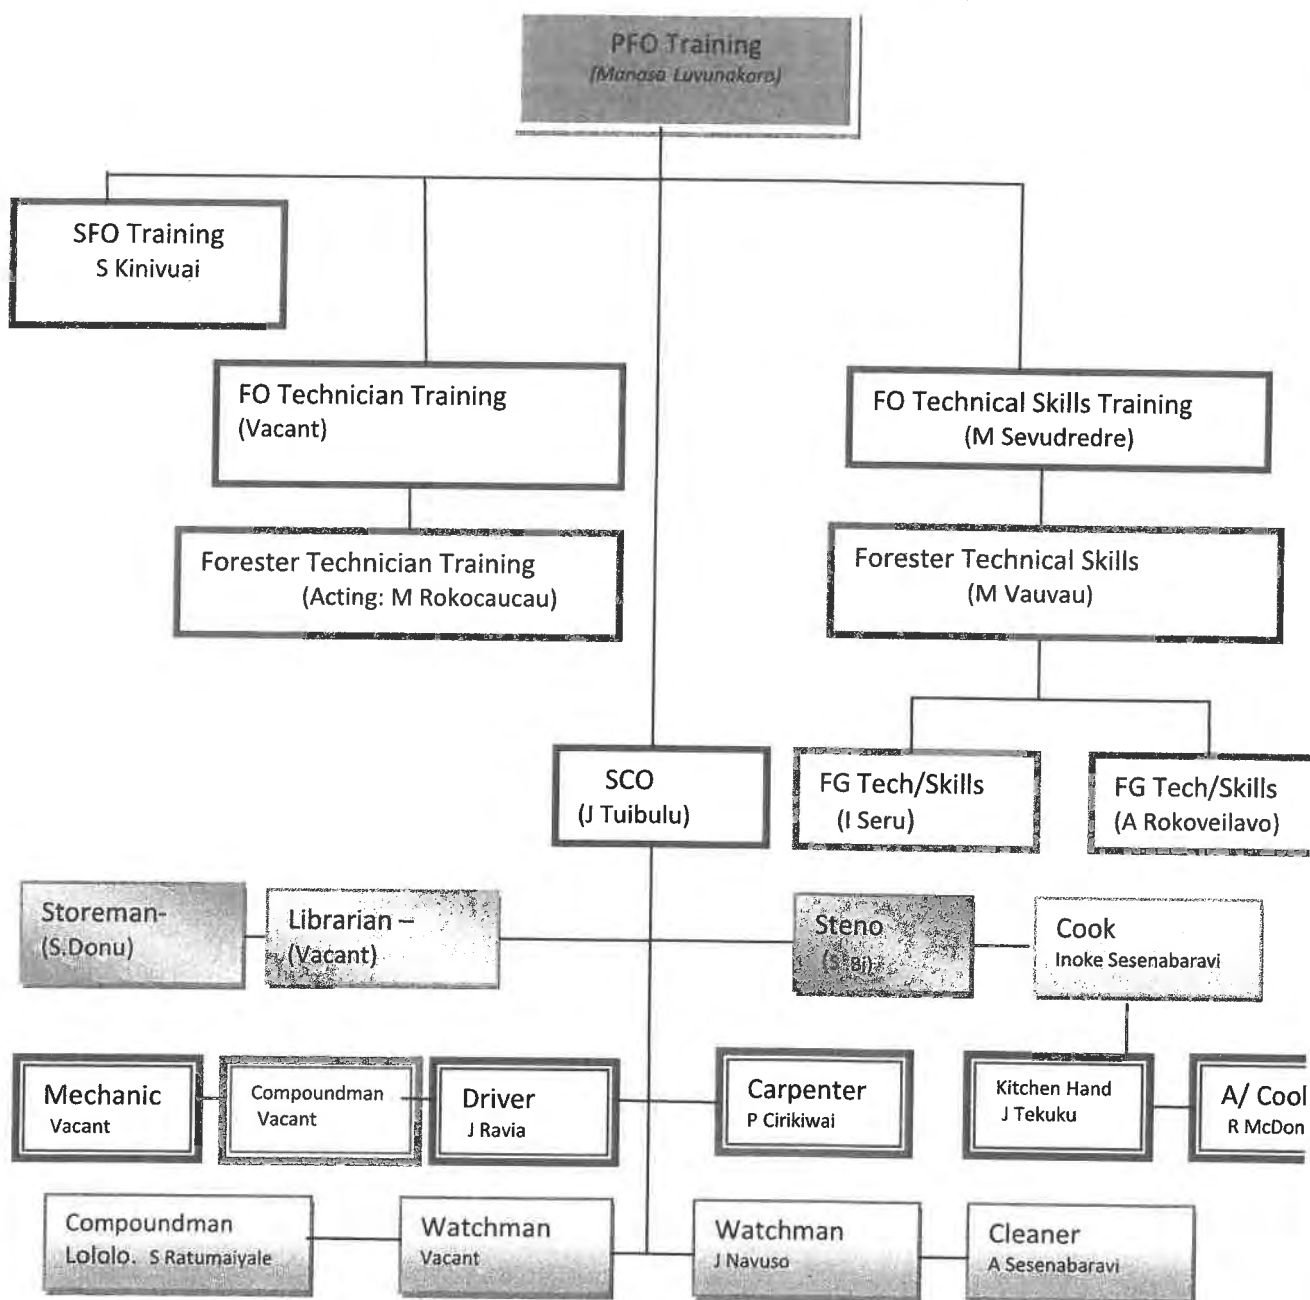 PFO Training
(Manasa Luvunakoro)
SFO Training
S Kinivuai
FO Technician Training
(Vacant)
FO Technical Skills Training
(M Sevudredre)
Forester Technician Training
(Acting: M Rokocaucau)
Forester Technical Skills
(M Vauvau)
SCO
(J Tuibulu)
FG Tech/Skills
(I Seru)
FG Tech/Skills
(A Rokoveilavo)
Storeman-
(S.Donu)
Librarian –
(Vacant)
Steno
(S Bi)
Cook
Inoke Sesenabaravi
Mechanic
Vacant
Compoundman
Vacant
Driver
J Ravia
Carpenter
P Cirikiwai
Kitchen Hand
J Tekuku
A/ Cool
R McDon
Compoundman
Lololo. S Ratumaiyale
Watchman
Vacant
Watchman
J Navuso
Cleaner
A Sesenabaravi